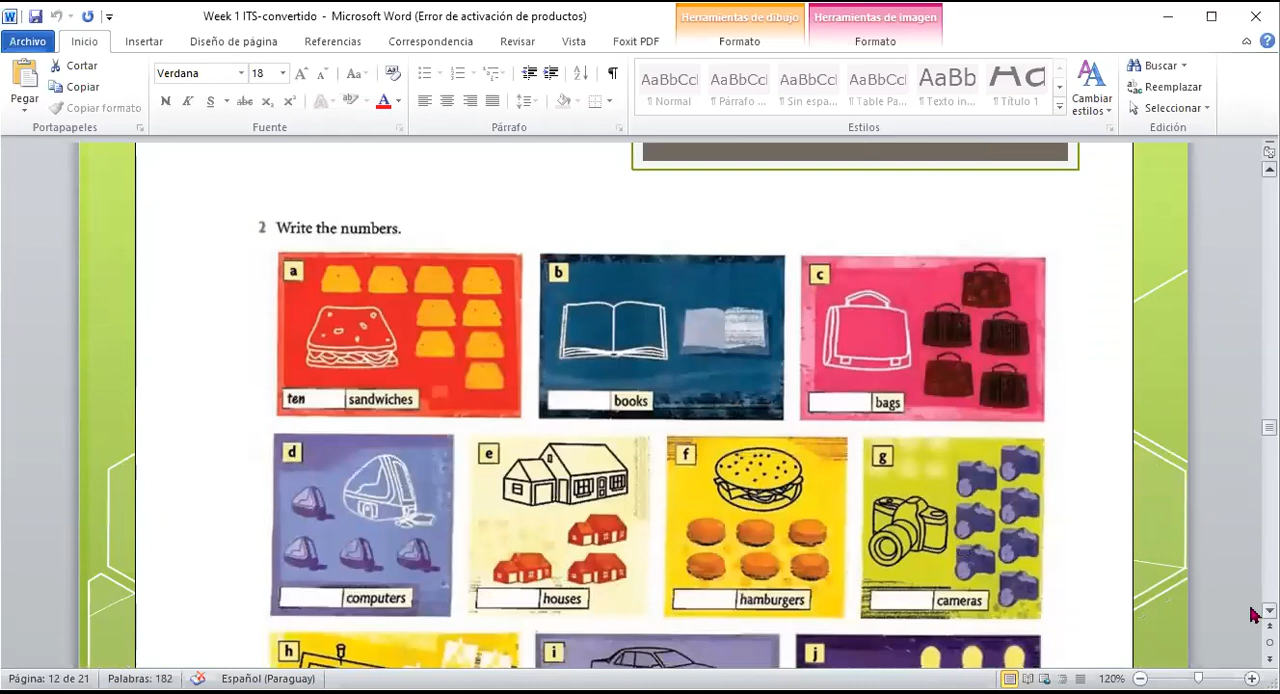 Week 1 ITS-convertido - Microsoft Word (Error de activación de productos)
Herramientas de dibujo
Herramientas de imagen
Archivo
Inicio
Insertar
Diseño de página
Referencias
Correspondencia
Revisar
Vista
Foxit PDF
Formato
Formato
Pegar
Cortar
Copiar
Copiar formato
Portapapeles
Verdana
18
Fuente
Párrafo
AaBbCcI
AaBbCcI
AaBbCcI
AaBbCcI
AaBb
¶ Normal
¶ Párrafo ...
¶ Sin espa...
¶ Table Pa...
¶ Texto in...
¶ Título 1
Cambiar
estilos
Estilos
Buscar
Reemplazar
Seleccionar
Edición
2 Write the numbers.
a
ten sandwiches
b
books
c
bags
d
computers
e
houses
f
hamburgers
g
cameras
h
i
j
Página: 12 de 21
Palabras: 182
Español (Paraguay)
120%